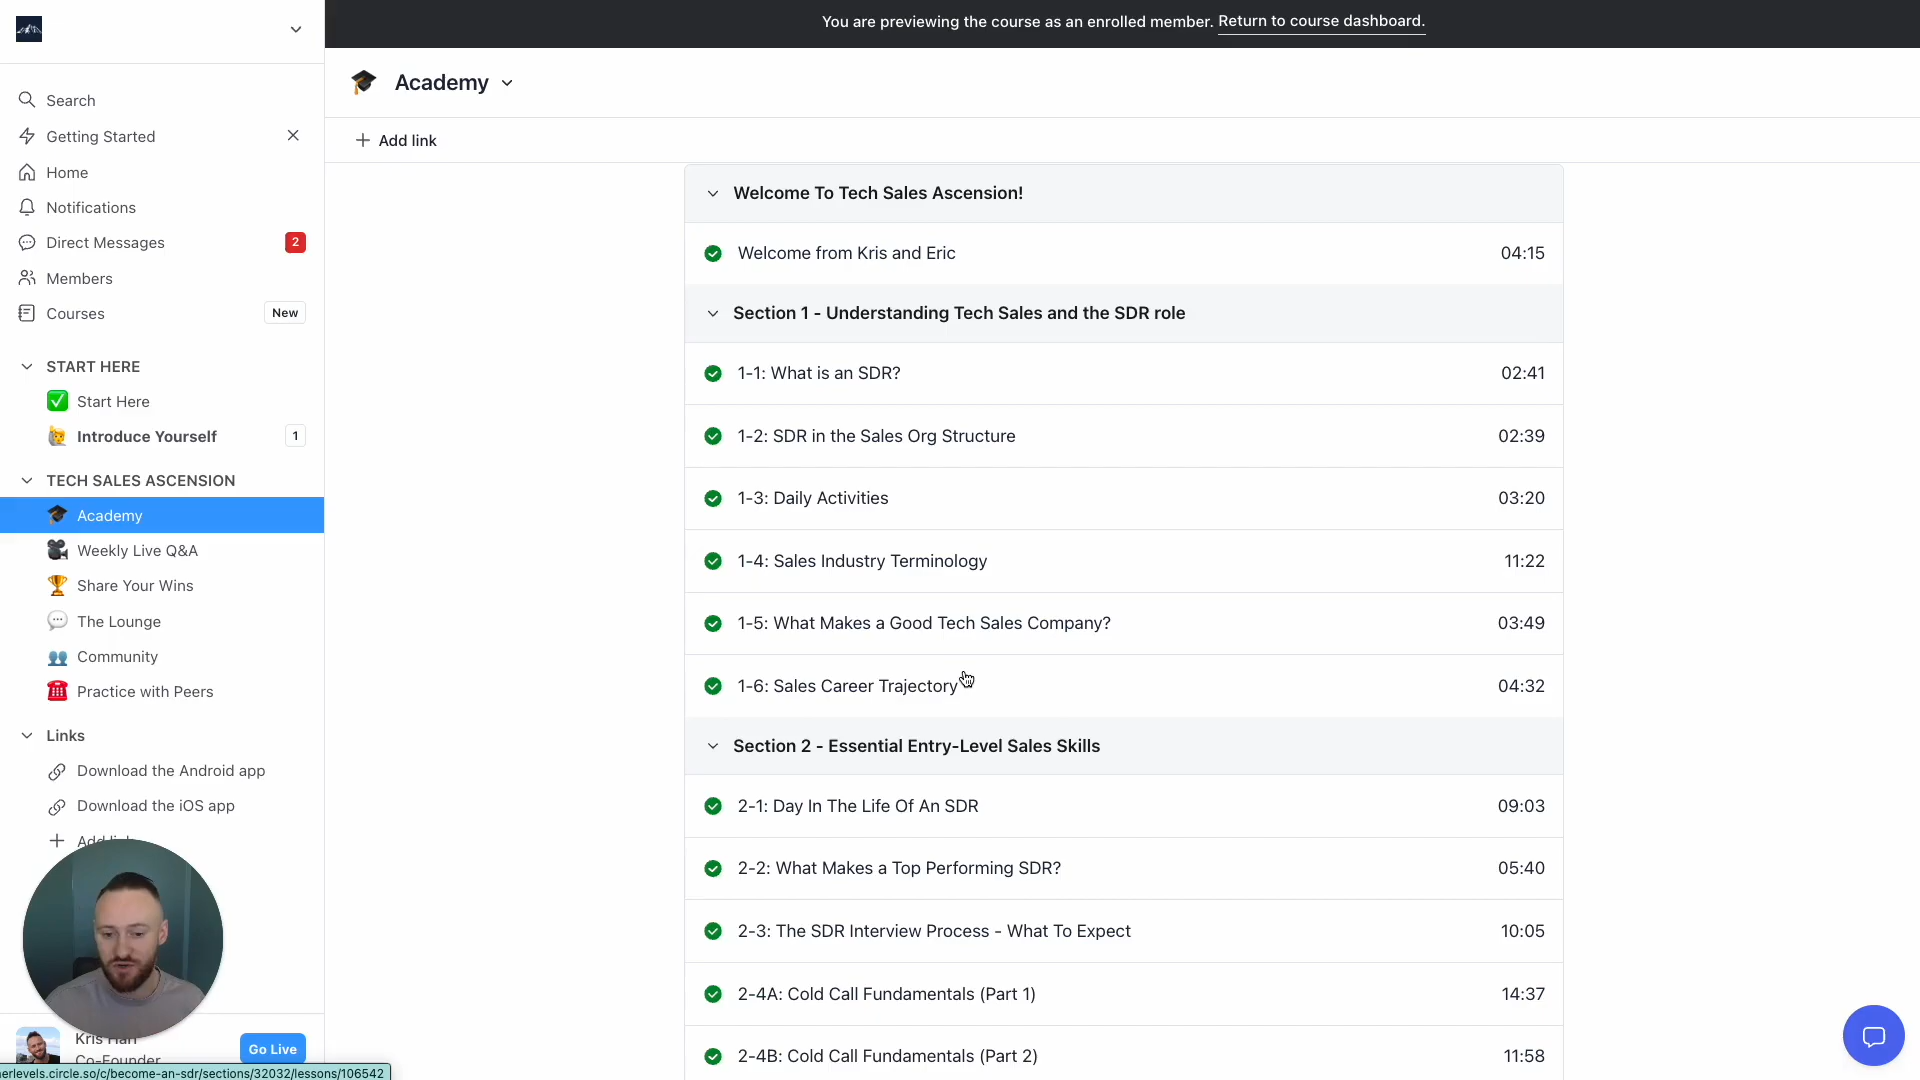 You are previewing the course as an enrolled member. Return to course dashboard.
Search
Getting Started
Home
Notifications
Direct Messages 2
Members
Courses New
START HERE
Start Here
Introduce Yourself 1
TECH SALES ASCENSION
Academy
Weekly Live Q&A
Share Your Wins
The Lounge
Community
Practice with Peers
Links
Download the Android app
Download the iOS app
Kris
Co-Founder
Go Live
erlevels.circle.so/c/become-an-sdr/sections/32032/lessons/106542
Academy
Add link
Welcome To Tech Sales Ascension!
Welcome from Kris and Eric 04:15
Section 1 - Understanding Tech Sales and the SDR role
1-1: What is an SDR? 02:41
1-2: SDR in the Sales Org Structure 02:39
1-3: Daily Activities 03:20
1-4: Sales Industry Terminology 11:22
1-5: What Makes a Good Tech Sales Company? 03:49
1-6: Sales Career Trajectory 04:32
Section 2 - Essential Entry-Level Sales Skills
2-1: Day In The Life Of An SDR 09:03
2-2: What Makes a Top Performing SDR? 05:40
2-3: The SDR Interview Process - What To Expect 10:05
2-4A: Cold Call Fundamentals (Part 1) 14:37
2-4B: Cold Call Fundamentals (Part 2) 11:58